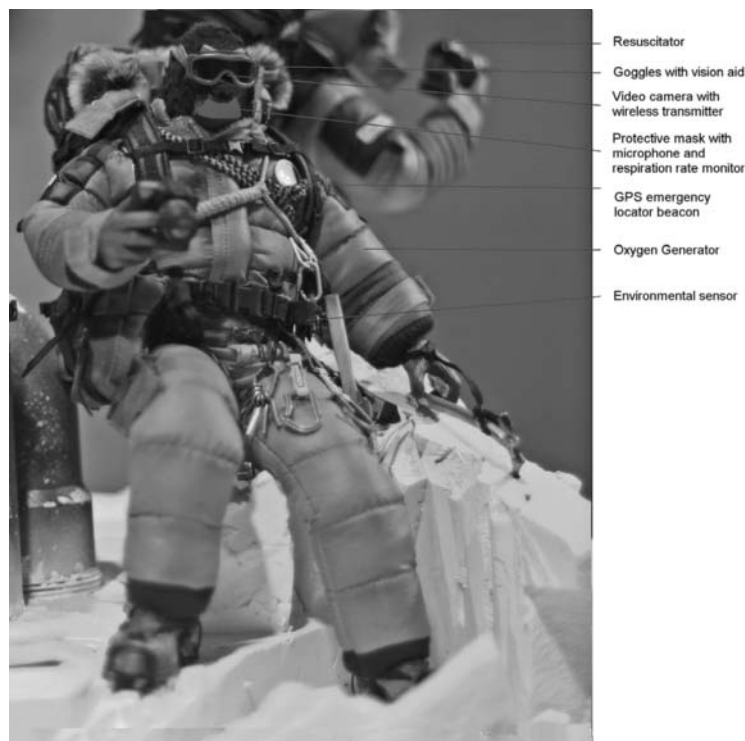 Resuscitator
Goggles with vision aid
Video camera with
wireless transmitter
Protective mask with
microphone and
respiration rate monitor
GPS emergency
locator beacon
Oxygen Generator
Environmental sensor